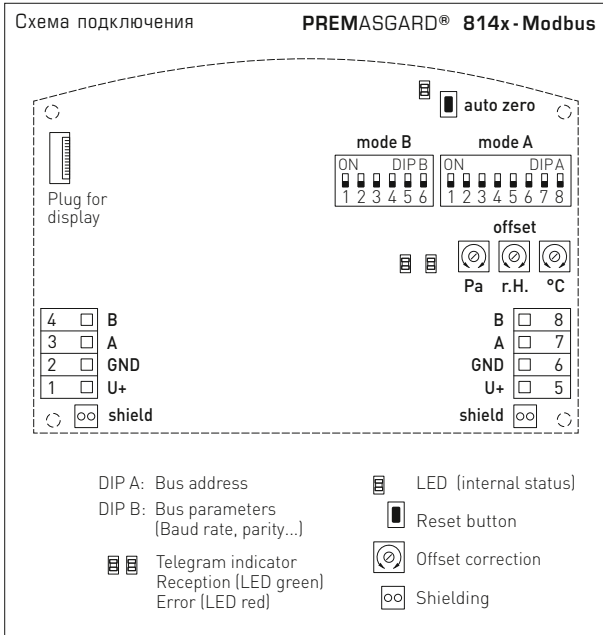 Схема подключения
PREMASGARD® 814x-Modbus
auto zero
mode B
mode A
ON DIP B
1 2 3 4 5 6
ON DIP A
1 2 3 4 5 6 7 8
Plug for
display
offset
Pa r.H. °C
4 B
3 A
2 GND
1 U+
shield
B 8
A 7
GND 6
U+ 5
shield
DIP A: Bus address
DIP B: Bus parameters
(Baud rate, parity...)
Telegram indicator
Reception (LED green)
Error (LED red)
LED (internal status)
Reset button
Offset correction
Shielding